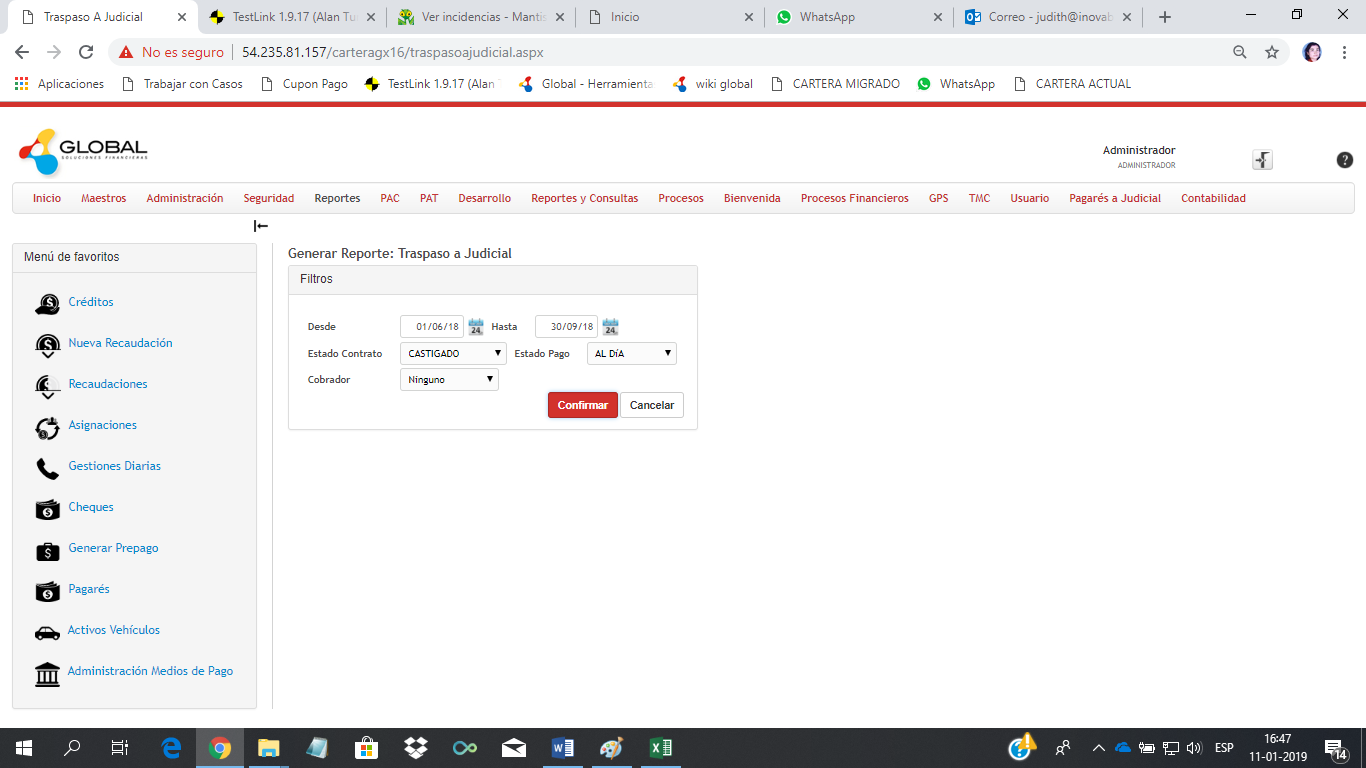 Traspaso A Judicial
TestLink 1.9.17 (Alan Tu
Ver incidencias - Mantis
Inicio
WhatsApp
Correo - judith@inovab
No es seguro
54.235.81.157/carteragx16/traspasoajudicial.aspx
Aplicaciones Trabajar con Casos Cupon Pago TestLink 1.9.17 (Alan Global - Herramienta wiki global CARTERA MIGRADO WhatsApp CARTERA ACTUAL
GLOBAL
SOLUCIONES FINANCIERAS
Administrador
ADMINISTRADOR
Inicio Maestros Administración Seguridad Reportes PAC PAT Desarrollo Reportes y Consultas Procesos Bienvenida Procesos Financieros GPS TMC Usuario Pagarés a Judicial Contabilidad
Menú de favoritos
Créditos
Nueva Recaudación
Recaudaciones
Asignaciones
Gestiones Diarias
Cheques
Generar Prepago
Pagarés
Activos Vehículos
Administración Medios de Pago
Generar Reporte: Traspaso a Judicial
Filtros
Desde 01/06/18 24 Hasta 30/09/18 24
Estado Contrato CASTIGADO Estado Pago AL DíA
Cobrador Ninguno
Confirmar Cancelar
ESP
16:47
11-01-2019
14